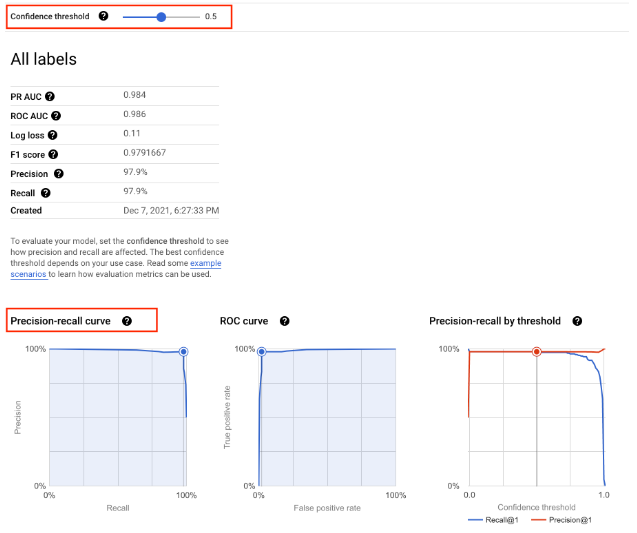 Confidence threshold ? 0.5
All labels
PR AUC ? 0.984
ROC AUC ? 0.986
Log loss ? 0.11
F1 score ? 0.9791667
Precision ? 97.9%
Recall ? 97.9%
Created Dec 7, 2021, 6:27:33 PM
To evaluate your model, set the confidence threshold to see
how precision and recall are affected. The best confidence
threshold depends on your use case. Read some example
scenarios to learn how evaluation metrics can be used.
Precision-recall curve ?
100%
Precision
0%
0% 100%
Recall
ROC curve ?
100%
True positive rate
0%
0% 100%
False positive rate
Precision-recall by threshold ?
100%
0%
0.0 1.0
Confidence threshold
Recall@1 Precision@1